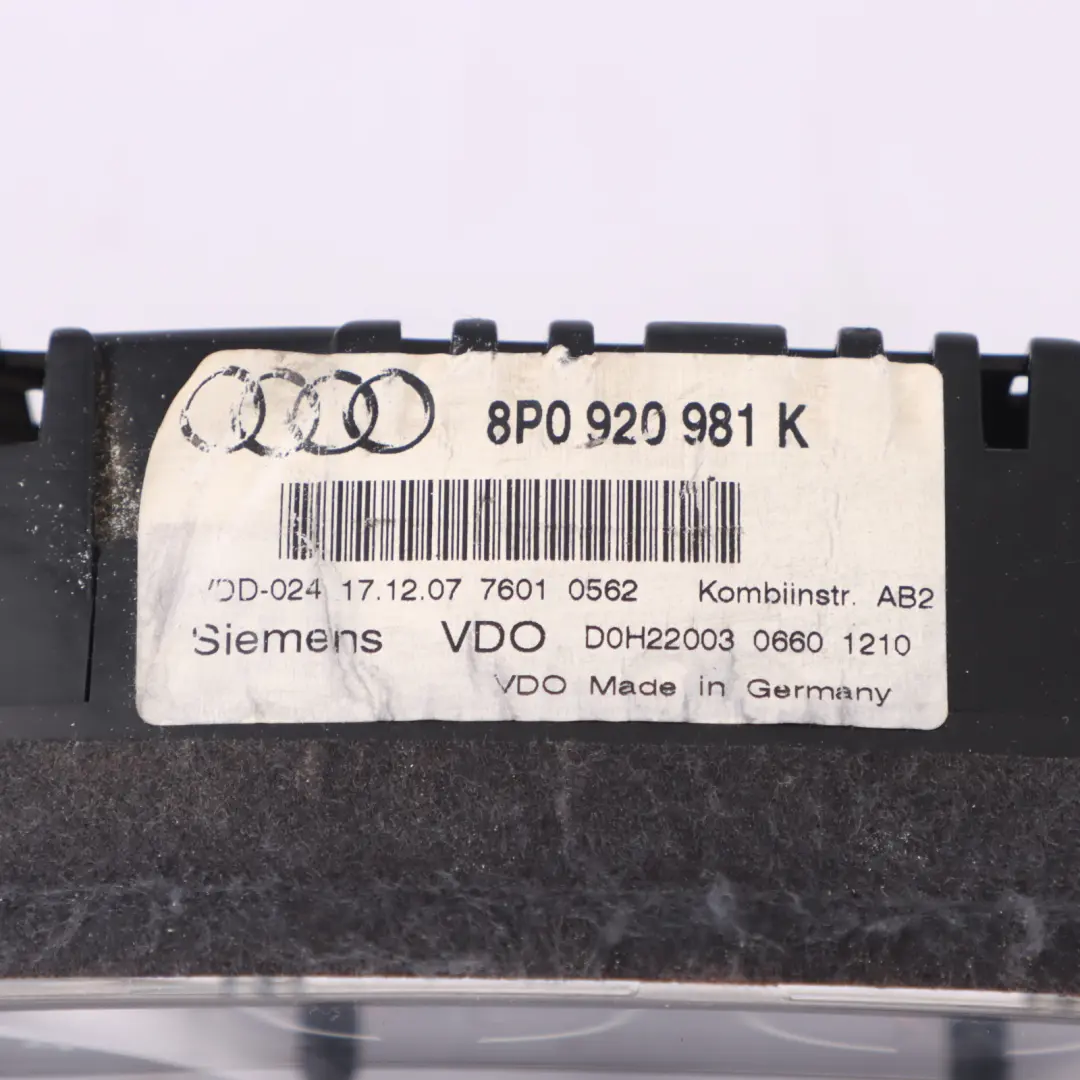 8P0 920 981 K
VDD-024 17.12.07 7601 0562 Kombiinstr. AB2
Siemens VDO D0H22003 0660 1210
VDO Made in Germany